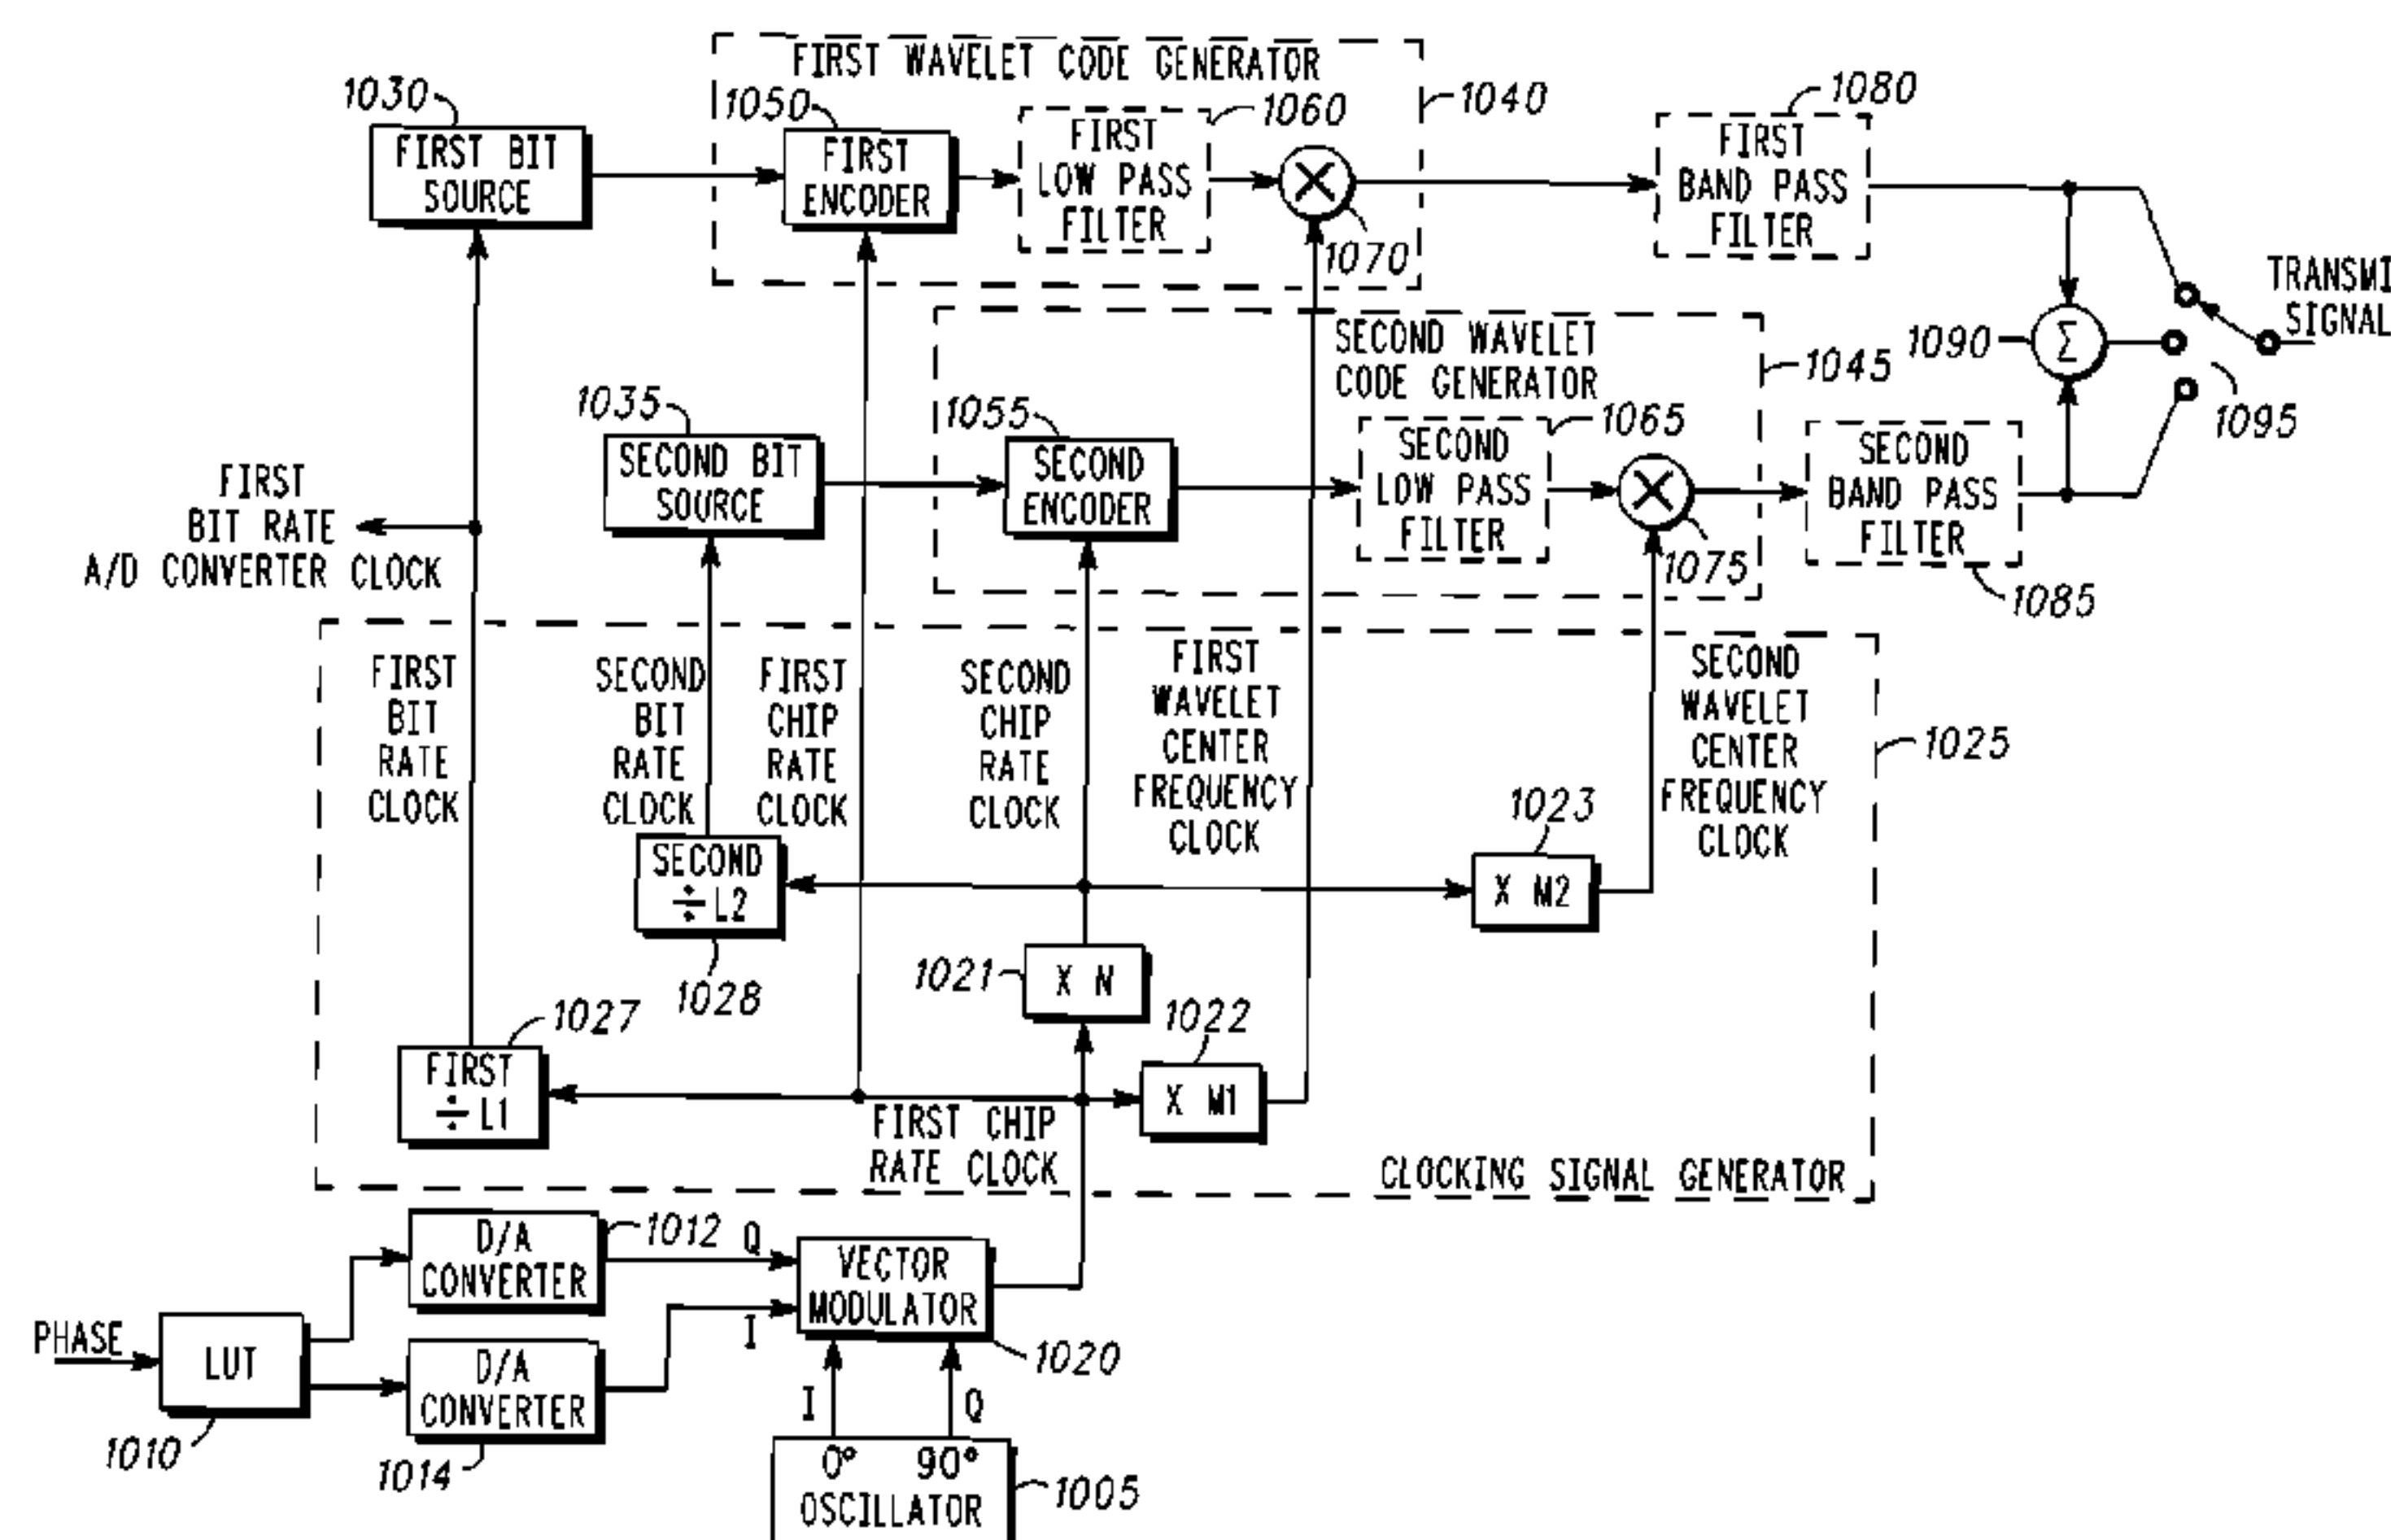 FIRST WAVELET CODE GENERATOR
1030
1050
1060
1040
1080
FIRST BIT
SOURCE
FIRST
ENCODER
FIRST
LOW PASS
FILTER
X
1070
FIRST
BAND PASS
FILTER
TRANSMI
SIGNAL
SECOND WAVELET
CODE GENERATOR
1090
Σ
1045
1095
1035
1055
1065
SECOND BIT
SOURCE
SECOND
ENCODER
SECOND
LOW PASS
FILTER
X
1075
SECOND
BAND PASS
FILTER
1085
FIRST
BIT RATE
A/D CONVERTER CLOCK
FIRST
BIT
RATE
CLOCK
SECOND
BIT
RATE
CLOCK
FIRST
CHIP
RATE
CLOCK
SECOND
CHIP
RATE
CLOCK
FIRST
WAVELET
CENTER
FREQUENCY
CLOCK
SECOND
WAVELET
CENTER
FREQUENCY
CLOCK
1025
1023
SECOND
÷ L2
X M2
1028
1021
X N
1022
1027
FIRST
÷ L1
X M1
FIRST CHIP
RATE CLOCK
CLOCKING SIGNAL GENERATOR
D/A
CONVERTER
1012
Q
VECTOR
MODULATOR
PHASE
LUT
D/A
CONVERTER
I
1020
1010
1014
I
Q
0° 90°
OSCILLATOR
1005